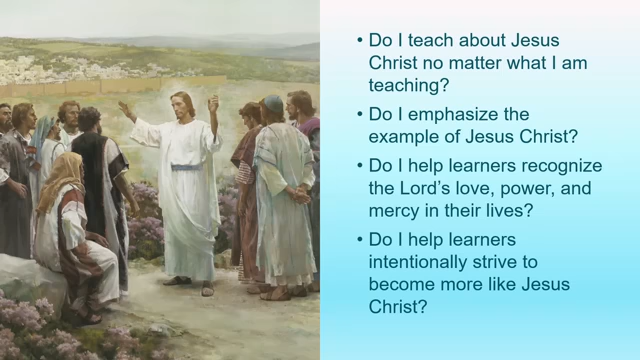 • Do I teach about Jesus
Christ no matter what I am
teaching?
• Do I emphasize the
example of Jesus Christ?
• Do I help learners recognize
the Lord's love, power, and
mercy in their lives?
• Do I help learners
intentionally strive to
become more like Jesus
Christ?